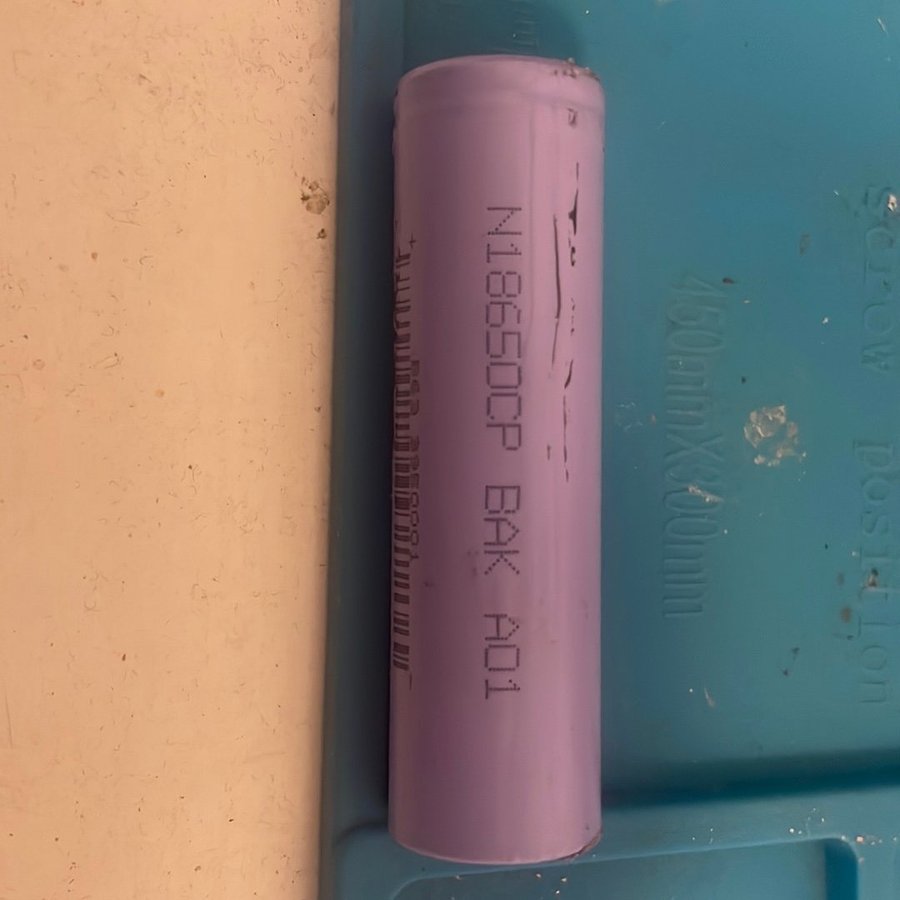 N18650CP BAK A01
450mmX300mm
Screw position